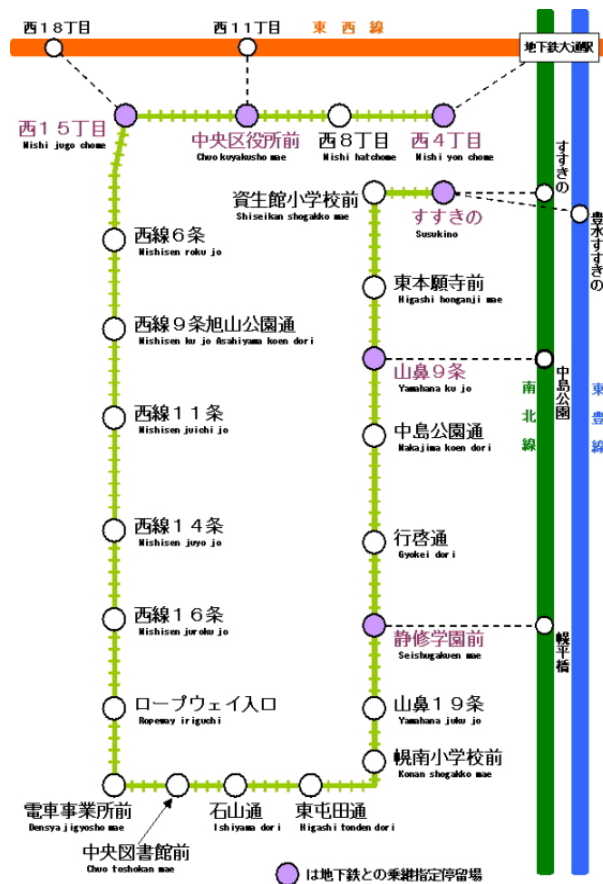 西１８丁目
西１１丁目
東西線
地下鉄大通駅
西１５丁目
Nishi jugo chome
中央区役所前
Chuo kuyakusho mae
西８丁目
Nishi hatchome
西４丁目
Nishi yon chome
資生館小学校前
Shiseikan shogakko mae
すすきの
Susukino
すすきの
豊水すすきの
西線６条
Nishisen roku jo
東本願寺前
Higashi honganji mae
西線９条旭山公園通
Nishisen ku jo Asahiyama koen dori
山鼻９条
Yamahana ku jo
中島公園
南北線
東豊線
西線１１条
Nishisen juichi jo
中島公園通
Nakajima koen dori
西線１４条
Nishisen juyo jo
行啓通
Gyokei dori
西線１６条
Nishisen juroku jo
静修学園前
Seishugakuen mae
幌平橋
ロープウェイ入口
Ropeway iriguchi
山鼻１９条
Yamahana juku jo
幌南小学校前
Konan shogakko mae
電車事業所前
Densya jigyosho mae
中央図書館前
Chuo toshokan mae
石山通
Ishiyama dori
東屯田通
Higashi tonden dori
は地下鉄との乗継指定停留場